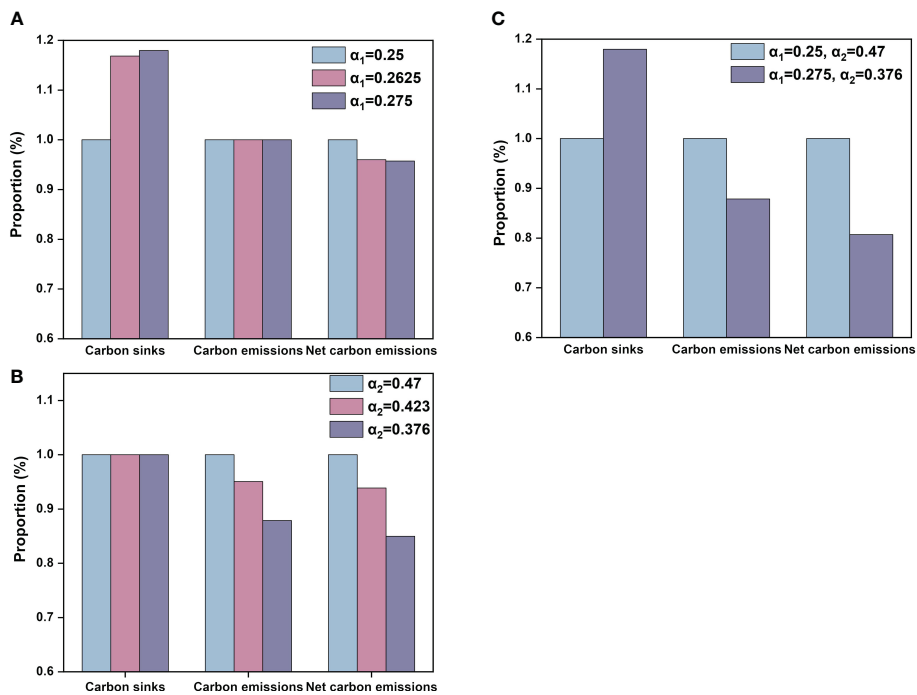 A
Proportion (%)
1.2
1.1
1.0
0.9
0.8
0.7
0.6
α₁=0.25
α₁=0.2625
α₁=0.275
Carbon sinks Carbon emissions Net carbon emissions
B
Proportion (%)
1.1
1.0
0.9
0.8
0.7
0.6
α₂=0.47
α₂=0.423
α₂=0.376
Carbon sinks Carbon emissions Net carbon emissions
C
Proportion (%)
1.2
1.1
1.0
0.9
0.8
0.7
0.6
α₁=0.25, α₂=0.47
α₁=0.275, α₂=0.376
Carbon sinks Carbon emissions Net carbon emissions